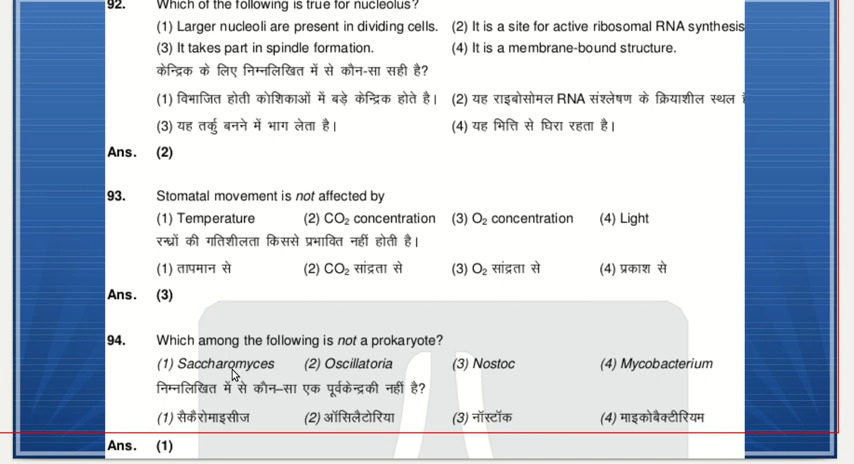 92. Which of the following is true for nucleolus?
(1) Larger nucleoli are present in dividing cells. (2) It is a site for active ribosomal RNA synthesis
(3) It takes part in spindle formation. (4) It is a membrane-bound structure.
केन्द्रिक के लिए निम्नलिखित में से कौन-सा सही है?
(1) विभाजित होती कोशिकाओं में बड़े केन्द्रिक होते है। (2) यह राइबोसोमल RNA संश्लेषण के क्रियाशील स्थल
(3) यह तर्कु बनने में भाग लेता है। (4) यह भित्ति से घिरा रहता है।
Ans. (2)
93. Stomatal movement is not affected by
(1) Temperature (2) CO₂ concentration (3) O₂ concentration (4) Light
रन्ध्रों की गतिशीलता किससे प्रभावित नहीं होती है।
(1) तापमान से (2) CO₂ सांद्रता से (3) O₂ सांद्रता से (4) प्रकाश से
Ans. (3)
94. Which among the following is not a prokaryote?
(1) Saccharomyces (2) Oscillatoria (3) Nostoc (4) Mycobacterium
निम्नलिखित में से कौन–सा एक पूर्वकेन्द्रकी नहीं है?
(1) सैकैरोमाइसीज (2) ऑसिलैटोरिया (3) नॉस्टॉक (4) माइकोबैक्टीरियम
Ans. (1)